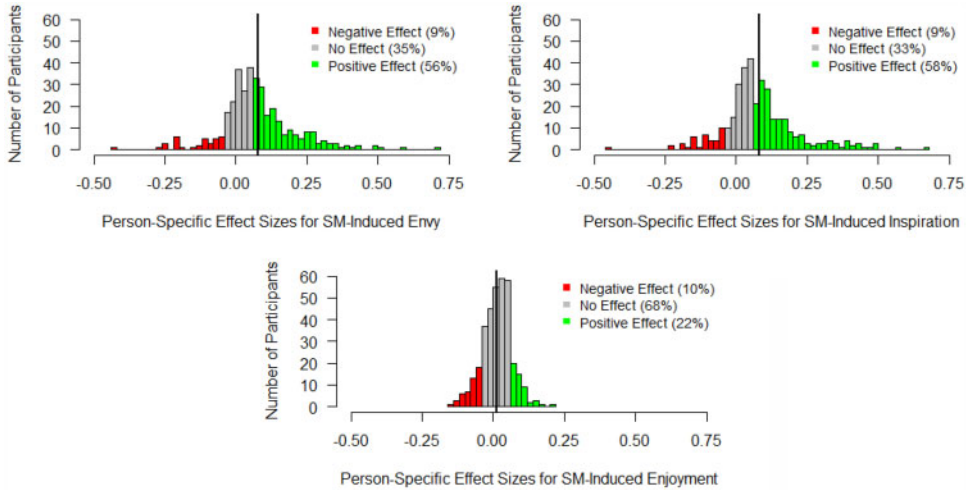 Number of Participants
60
50
40
30
20
10
0
Negative Effect (9%)
No Effect (35%)
Positive Effect (56%)
-0.50 -0.25 0.00 0.25 0.50 0.75
Person-Specific Effect Sizes for SM-Induced Envy
Number of Participants
60
50
40
30
20
10
0
Negative Effect (9%)
No Effect (33%)
Positive Effect (58%)
-0.50 -0.25 0.00 0.25 0.50 0.75
Person-Specific Effect Sizes for SM-Induced Inspiration
Number of Participants
60
50
40
30
20
10
0
Negative Effect (10%)
No Effect (68%)
Positive Effect (22%)
-0.50 -0.25 0.00 0.25 0.50 0.75
Person-Specific Effect Sizes for SM-Induced Enjoyment